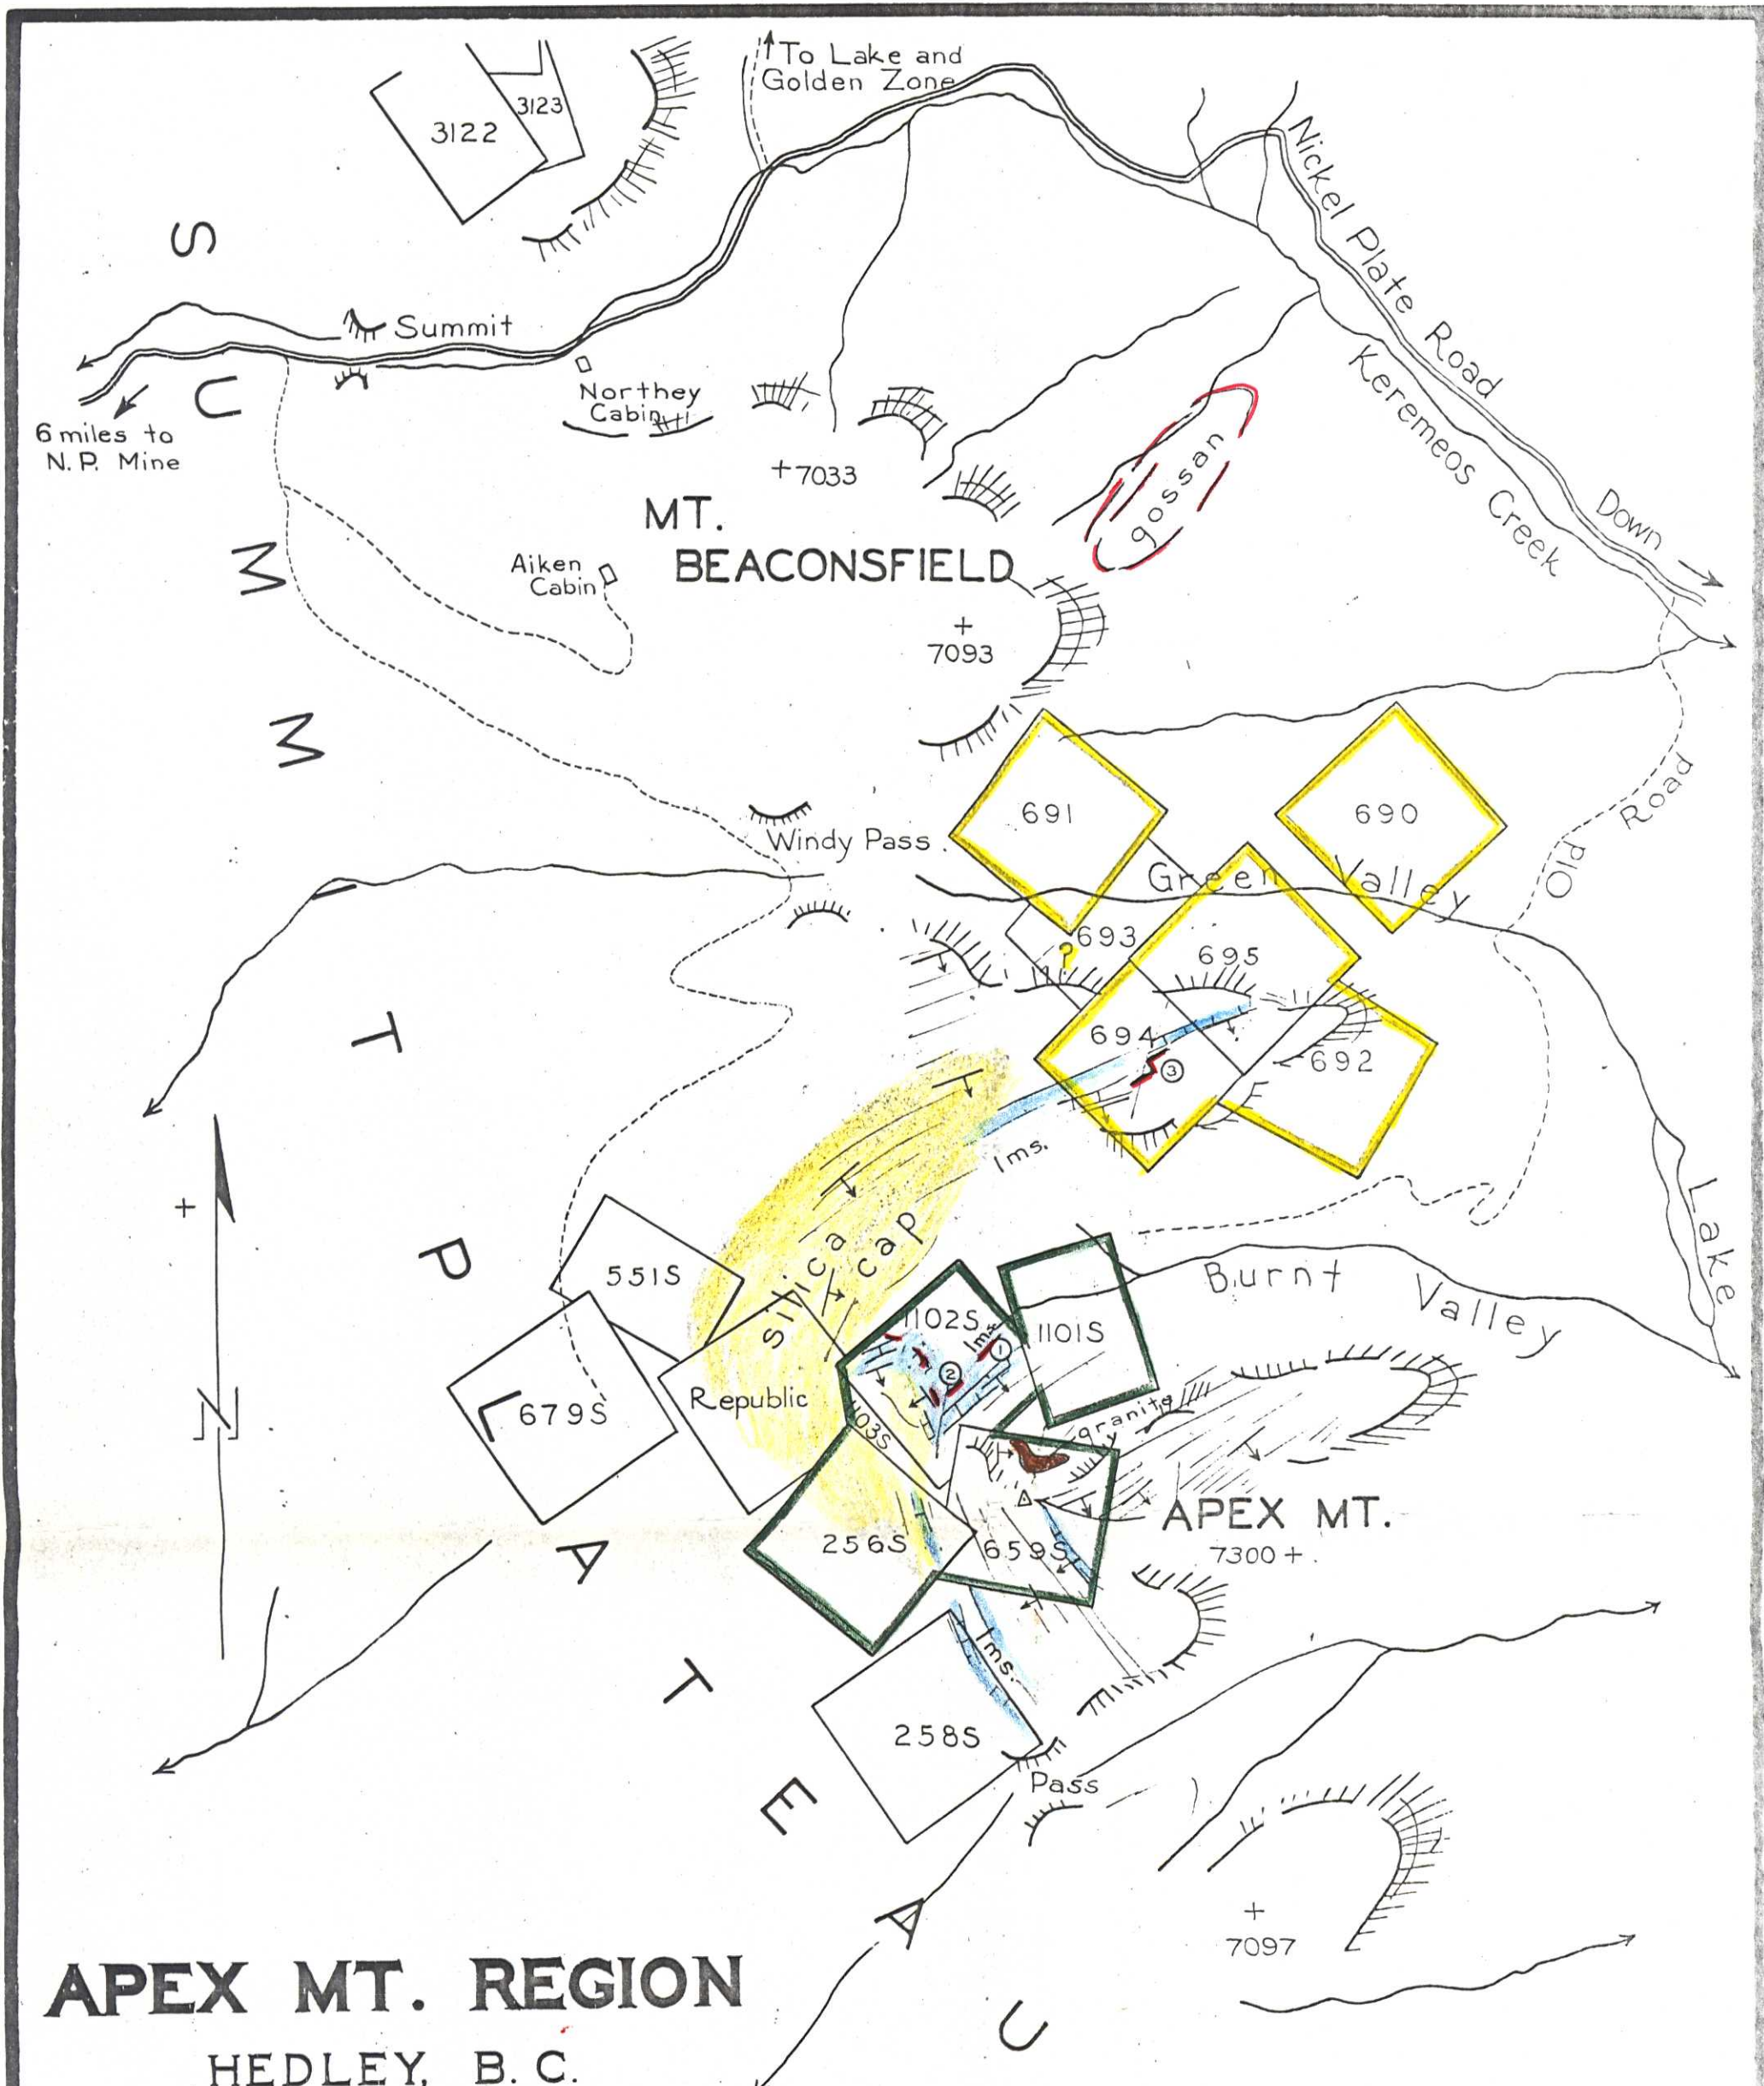 To Lake and
Golden Zone
3123
3122
Nickel Plate Road
Summit
Northey
Cabin
6 miles to
N.P. Mine
Keremeos Creek
gossan
+7033
Down
MT.
BEACONSFIELD
Aiken
Cabin
+
7093
691
690
Old Road
Windy Pass
Green Valley
693
?
695
694
3
692
lms.
Silica
cap
SUMMIT PLATEAU
N
+
551S
Burnt Valley
Lake
1102S
lms.
1
1101S
2
Republic
679S
1103S
granite
APEX MT.
7300 +
256S
659S
lms.
258S
Pass
+
7097
APEX MT. REGION
HEDLEY, B.C.